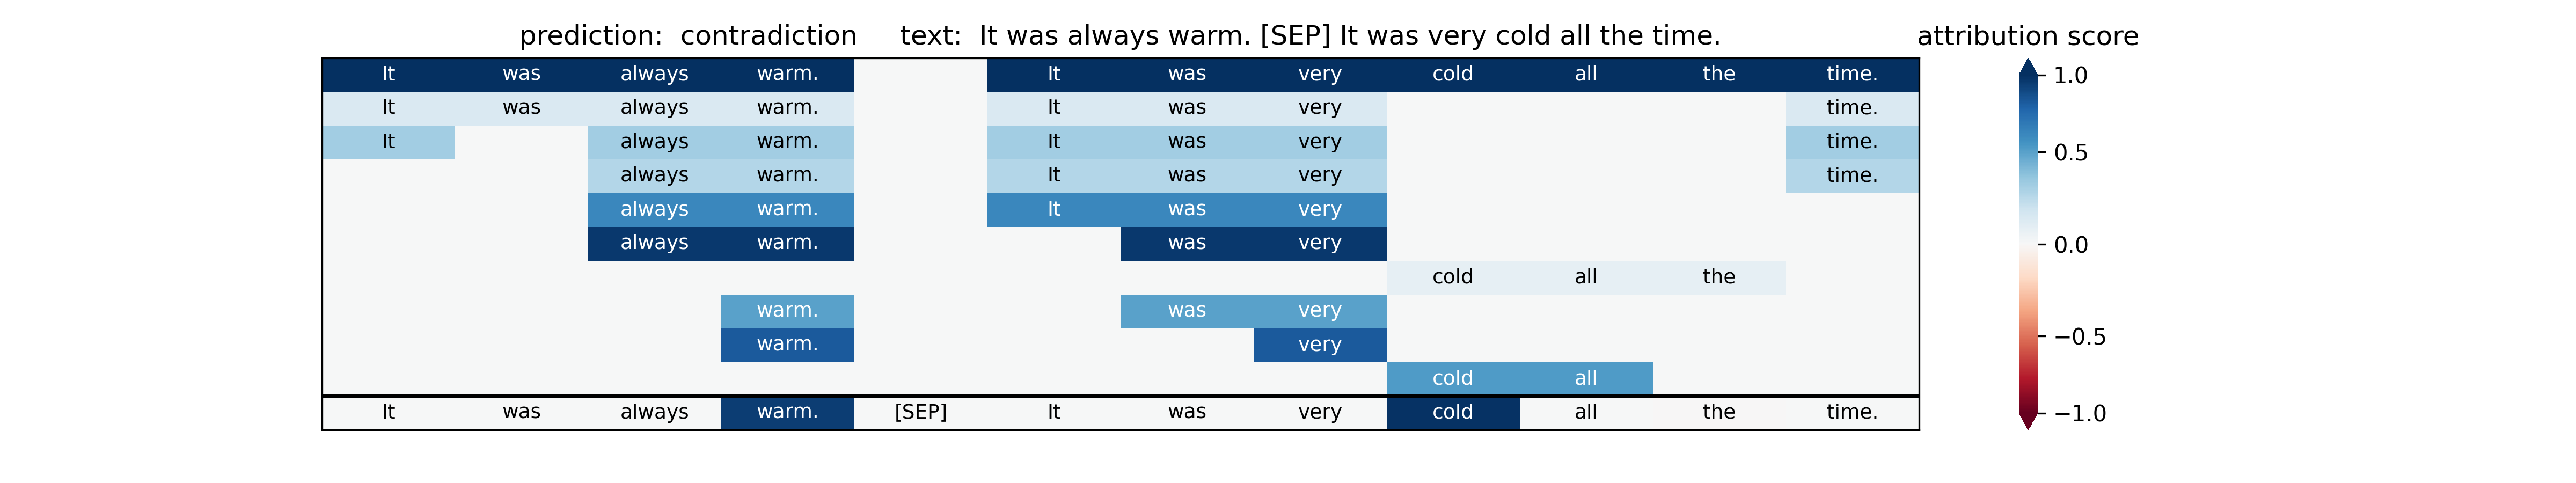 prediction: contradiction text: It was always warm. [SEP] It was very cold all the time. attribution score
It was always warm. It was very cold all the time. 1.0
It was always warm. It was very time.
It always warm. It was very time. 0.5
always warm. It was very time.
always warm. It was very
always warm. was very 0.0
cold all the
warm. was very
warm. very −0.5
cold all
It was always warm. [SEP] It was very cold all the time. −1.0